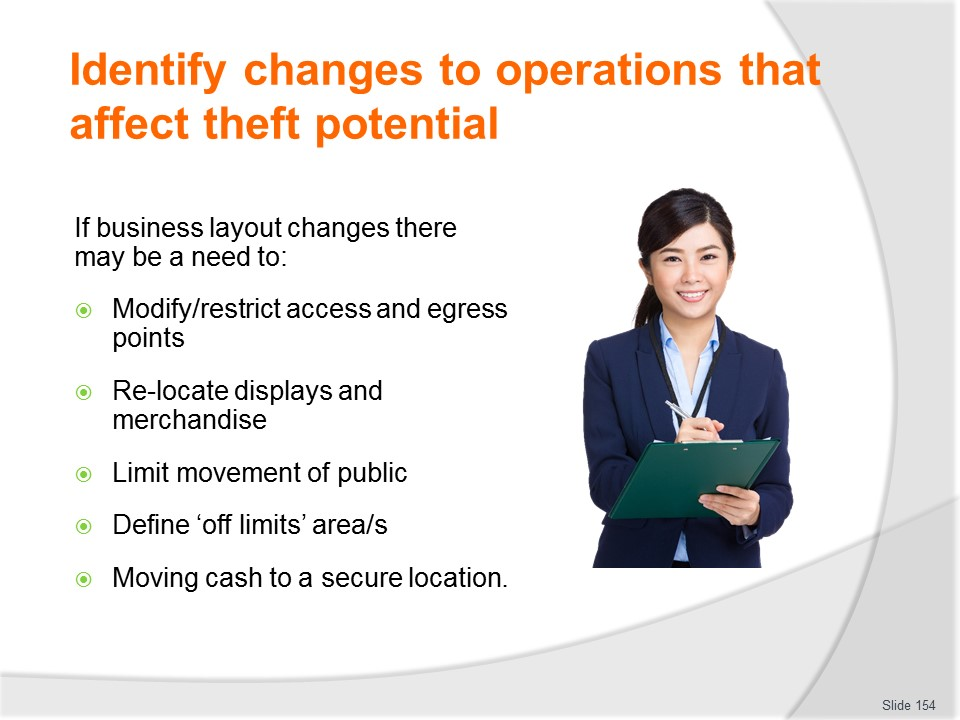 Identify changes to operations that
affect theft potential
If business layout changes there
may be a need to:
Modify/restrict access and egress
points
Re-locate displays and
merchandise
Limit movement of public
Define ‘off limits’ area/s
Moving cash to a secure location.
Slide 154